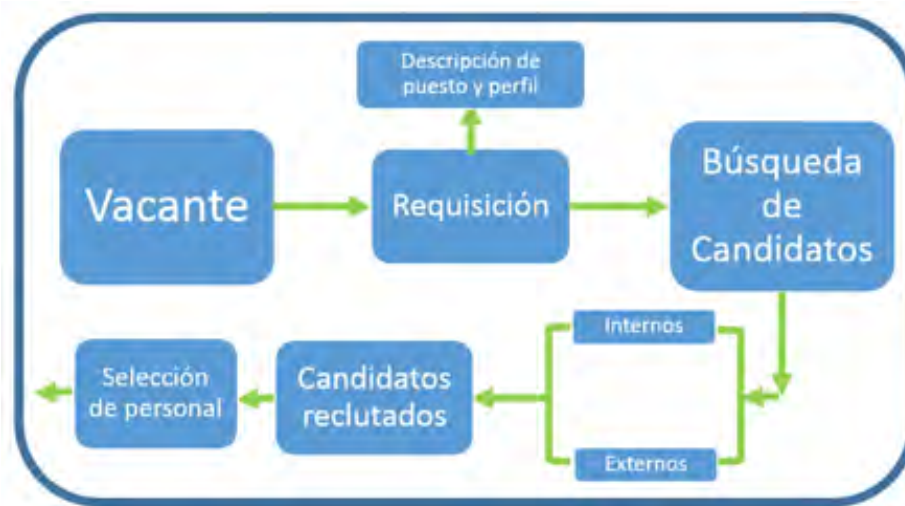 Descripción de
puesto y perfil
Vacante
Requisición
Búsqueda
de
Candidatos
Internos
Externos
Candidatos
reclutados
Selección
de personal